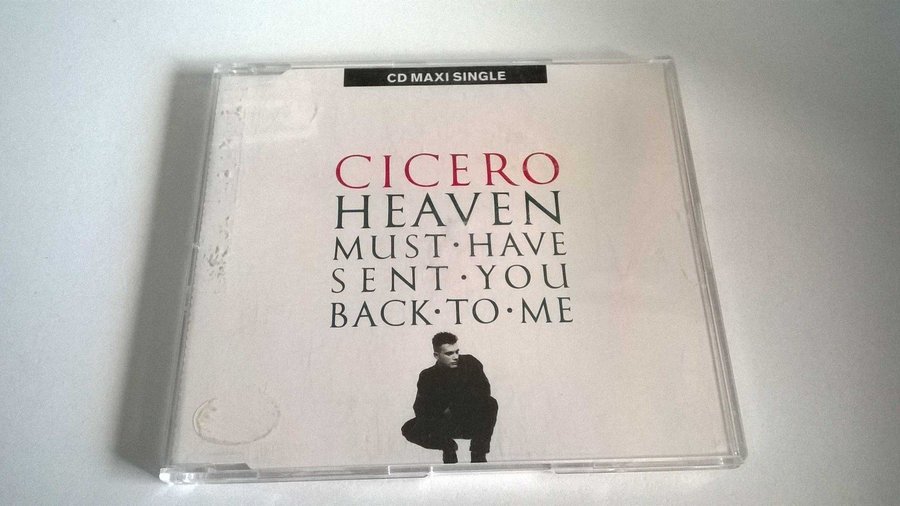 CD MAXI SINGLE
CICERO
HEAVEN
MUST·HAVE
SENT·YOU
BACK·TO·ME